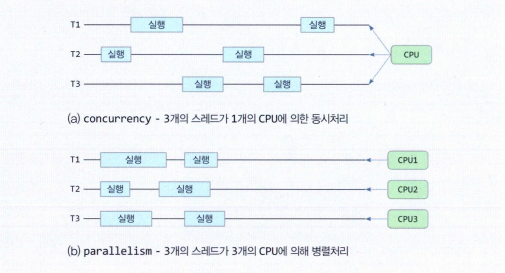 T1 실행 실행
T2 실행 실행 CPU
T3 실행 실행
(a) concurrency - 3개의 스레드가 1개의 CPU에 의한 동시처리
T1 실행 실행 CPU1
T2 실행 실행 CPU2
T3 실행 실행 CPU3
(b) parallelism - 3개의 스레드가 3개의 CPU에 의해 병렬처리